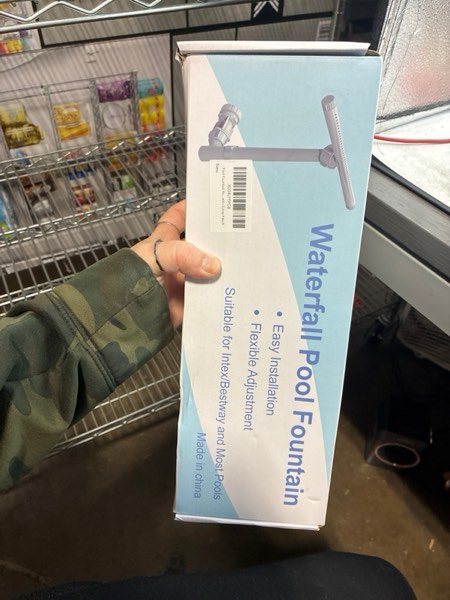 Waterfall Pool Fountain
• Easy Installation
• Flexible Adjustment
Suitable for Intex/Bestway and Most Pools
Made in china